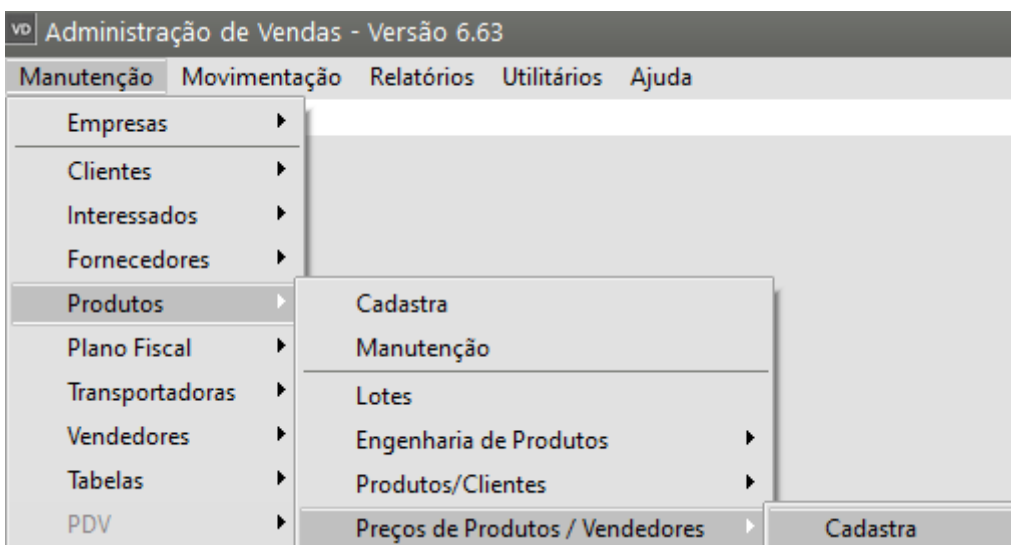 VD Administração de Vendas - Versão 6.63
Manutenção Movimentação Relatórios Utilitários Ajuda
Empresas
Clientes
Interessados
Fornecedores
Produtos
Cadastra
Plano Fiscal
Manutenção
Transportadoras
Lotes
Vendedores
Engenharia de Produtos
Tabelas
Produtos/Clientes
PDV
Preços de Produtos / Vendedores
Cadastra